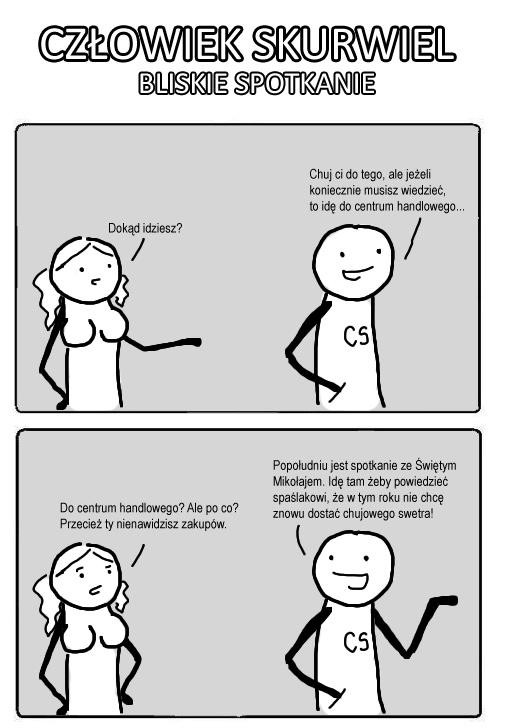 CZŁOWIEK SKURWIEL
BLISKIE SPOTKANIE
Dokąd idziesz?
Chuj ci do tego, ale jeżeli
koniecznie musisz wiedzieć,
to idę do centrum handlowego...
CS
Do centrum handlowego? Ale po co?
Przecież ty nienawidzisz zakupów.
Popołudniu jest spotkanie ze Świętym
Mikołajem. Idę tam żeby powiedzieć
spaślakowi, że w tym roku nie chcę
znowu dostać chujowego swetra!
CS